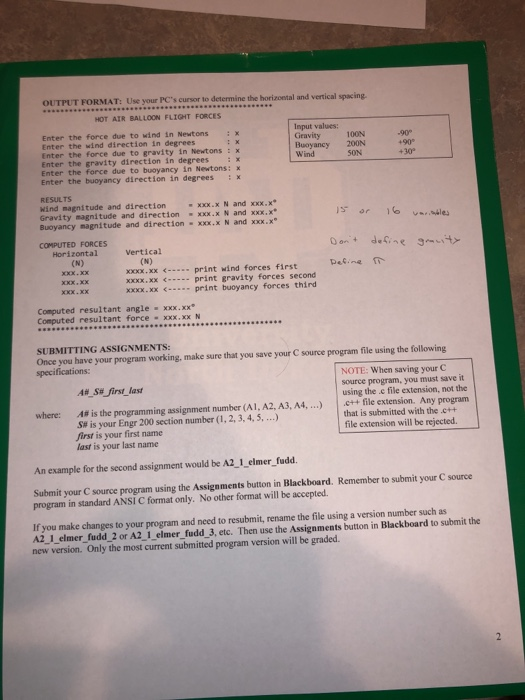 OUTPUT FORMAT: Use your PC's cursor to determine the horizontal and vertical spacing.
HOT AIR BALLOON FLIGHT FORCES
Enter the force due to wind in Newtons : x
Enter the wind direction in degrees : x
Enter the force due to gravity in Newtons : x
Enter the gravity direction in degrees : x
Enter the force due to buoyancy in Newtons: x
Enter the buoyancy direction in degrees : x
Input values:
Gravity 100N -90°
Buoyancy 200N +90°
Wind 50N +30°
RESULTS
Wind magnitude and direction = xxx.x N and xxx.x°
Gravity magnitude and direction = xxx.x N and xxx.x°
Buoyancy magnitude and direction = xxx.x N and xxx.x°
15 or 16 variables
Don't define gravity
Define π
COMPUTED FORCES
Horizontal Vertical
(N) (N)
xxx.xx xxxx.xx <----- print wind forces first
xxx.xx xxxx.xx <----- print gravity forces second
xxx.xx xxxx.xx <----- print buoyancy forces third
Computed resultant angle = xxx.xx°
Computed resultant force = xxx.xx N
SUBMITTING ASSIGNMENTS:
Once you have your program working, make sure that you save your C source program file using the following
specifications:
A#_S#_first_last
where: A# is the programming assignment number (A1, A2, A3, A4, ...)
S# is your Engr 200 section number (1, 2, 3, 4, 5, ...)
first is your first name
last is your last name
NOTE: When saving your C
source program, you must save it
using the .c file extension, not the
.c++ file extension. Any program
that is submitted with the .c++
file extension will be rejected.
An example for the second assignment would be A2_1_elmer_fudd.
Submit your C source program using the Assignments button in Blackboard. Remember to submit your C source
program in standard ANSI C format only. No other format will be accepted.
If you make changes to your program and need to resubmit, rename the file using a version number such as
A2_1_elmer_fudd_2 or A2_1_elmer_fudd_3, etc. Then use the Assignments button in Blackboard to submit the
new version. Only the most current submitted program version will be graded.
2